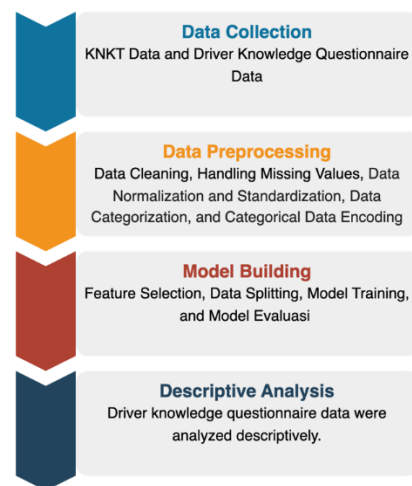 Data Collection
KNKT Data and Driver Knowledge Questionnaire
Data
Data Preprocessing
Data Cleaning, Handling Missing Values, Data
Normalization and Standardization, Data
Categorization, and Categorical Data Encoding
Model Building
Feature Selection, Data Splitting, Model Training,
and Model Evaluasi
Descriptive Analysis
Driver knowledge questionnaire data were
analyzed descriptively.